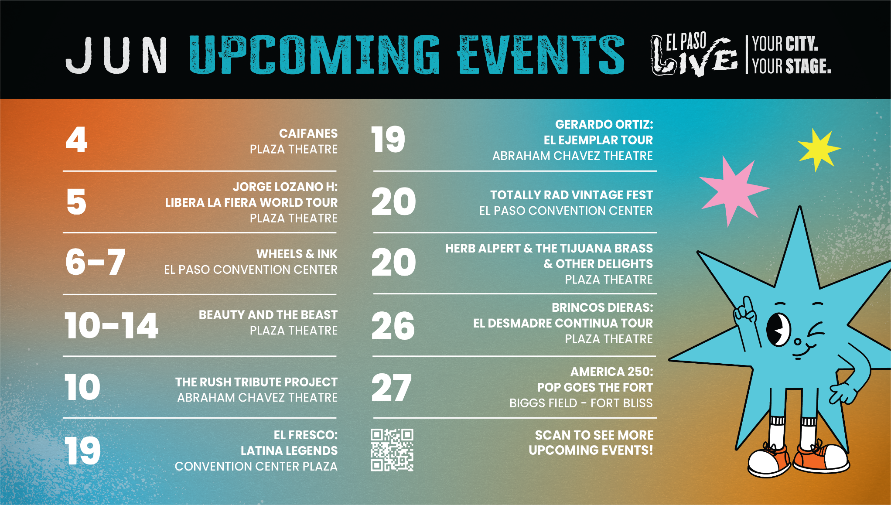 JUN UPCOMING EVENTS
EL PASO
LIVE
YOUR CITY.
YOUR STAGE.
4
CAIFANES
PLAZA THEATRE
5
JORGE LOZANO H:
LIBERA LA FIERA WORLD TOUR
PLAZA THEATRE
6-7
WHEELS & INK
EL PASO CONVENTION CENTER
10-14
BEAUTY AND THE BEAST
PLAZA THEATRE
10
THE RUSH TRIBUTE PROJECT
ABRAHAM CHAVEZ THEATRE
19
EL FRESCO:
LATINA LEGENDS
CONVENTION CENTER PLAZA
19
GERARDO ORTIZ:
EL EJEMPLAR TOUR
ABRAHAM CHAVEZ THEATRE
20
TOTALLY RAD VINTAGE FEST
EL PASO CONVENTION CENTER
20
HERB ALPERT & THE TIJUANA BRASS
& OTHER DELIGHTS
PLAZA THEATRE
26
BRINCOS DIERAS:
EL DESMADRE CONTINUA TOUR
PLAZA THEATRE
27
AMERICA 250:
POP GOES THE FORT
BIGGS FIELD - FORT BLISS
SCAN TO SEE MORE
UPCOMING EVENTS!